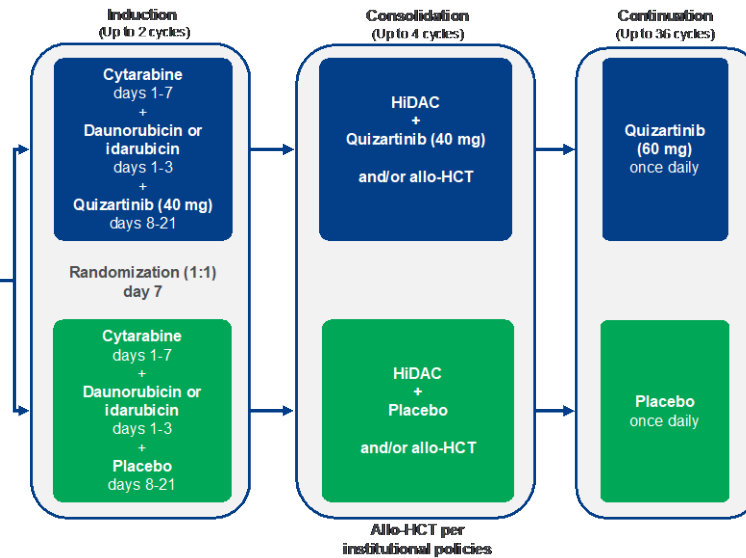 Induction
(Up to 2 cycles)
Cytarabine
days 1-7
+
Daunorubicin or
idarubicin
days 1-3
+
Quizartinib (40 mg)
days 8-21
Randomization (1:1)
day 7
Cytarabine
days 1-7
+
Daunorubicin or
idarubicin
days 1-3
+
Placebo
days 8-21
Consolidation
(Up to 4 cycles)
HiDAC
+
Quizartinib (40 mg)
and/or allo-HCT
HiDAC
+
Placebo
and/or allo-HCT
Allo-HCT per
institutional policies
Continuation
(Up to 36 cycles)
Quizartinib
(60 mg)
once daily
Placebo
once daily